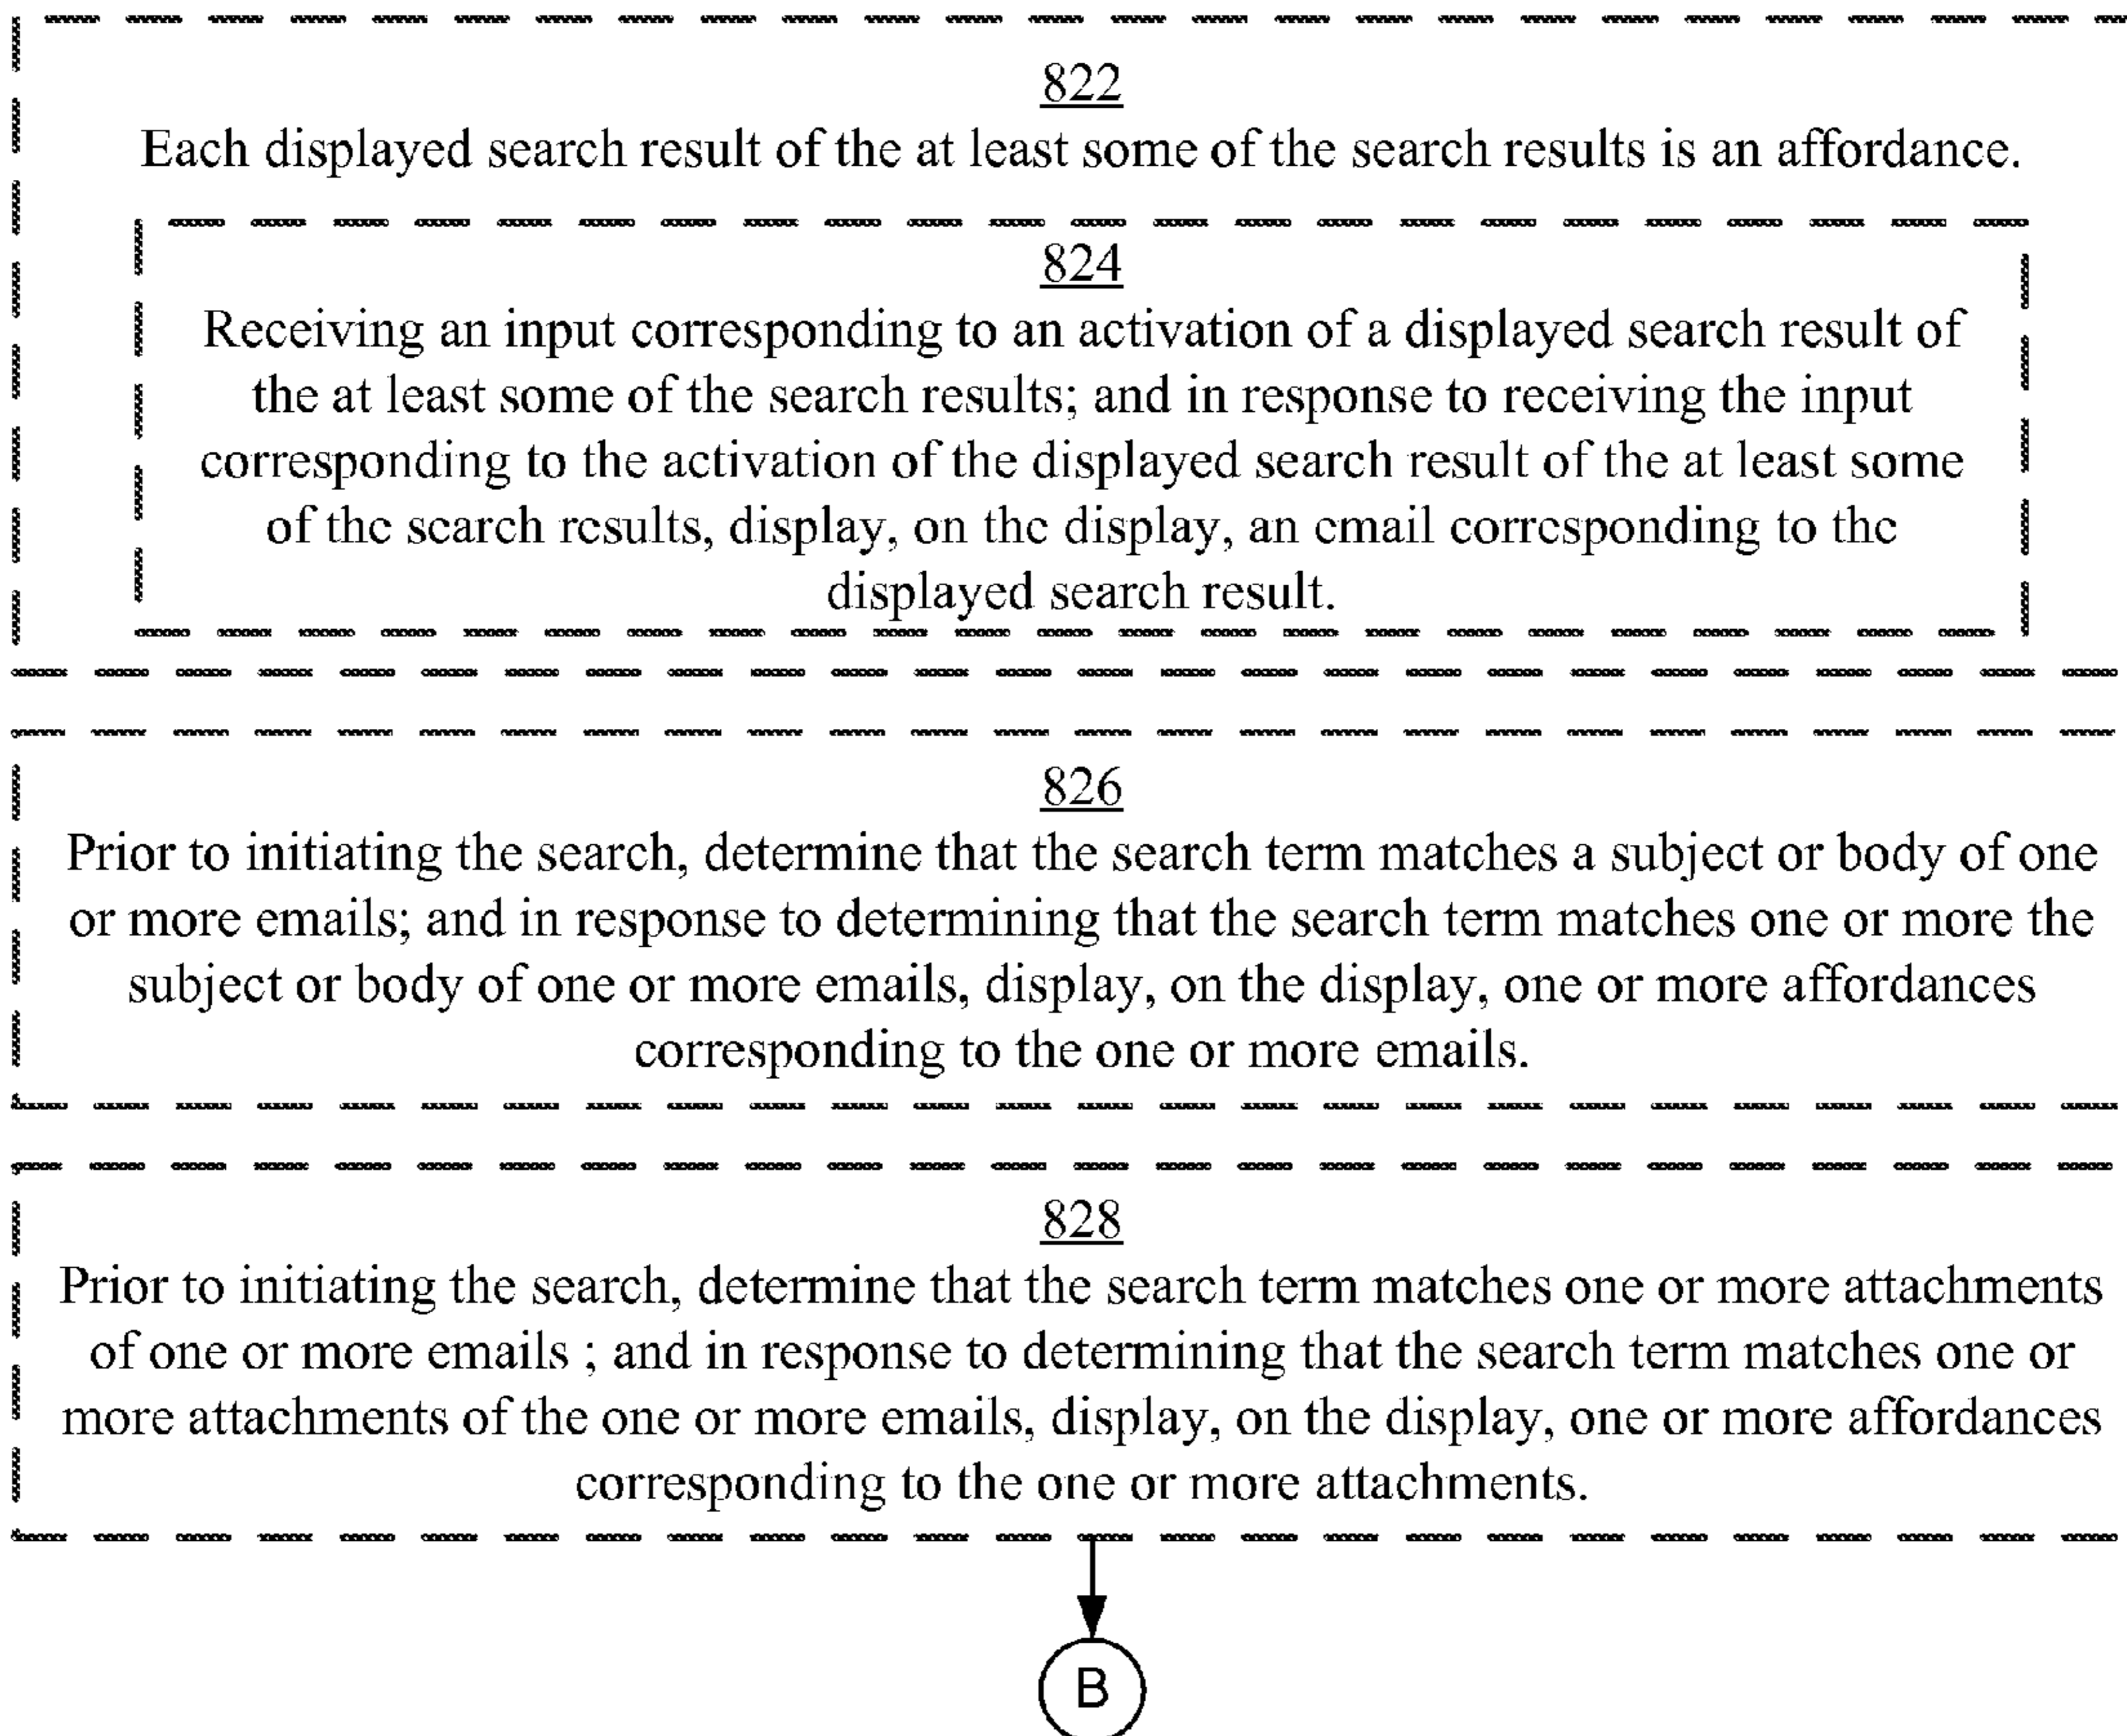 822
Each displayed search result of the at least some of the search results is an affordance.
824
Receiving an input corresponding to an activation of a displayed search result of
the at least some of the search results; and in response to receiving the input
corresponding to the activation of the displayed search result of the at least some
of the search results, display, on the display, an email corresponding to the
displayed search result.
826
Prior to initiating the search, determine that the search term matches a subject or body of one
or more emails; and in response to determining that the search term matches one or more the
subject or body of one or more emails, display, on the display, one or more affordances
corresponding to the one or more emails.
828
Prior to initiating the search, determine that the search term matches one or more attachments
of one or more emails ; and in response to determining that the search term matches one or
more attachments of the one or more emails, display, on the display, one or more affordances
corresponding to the one or more attachments.
B